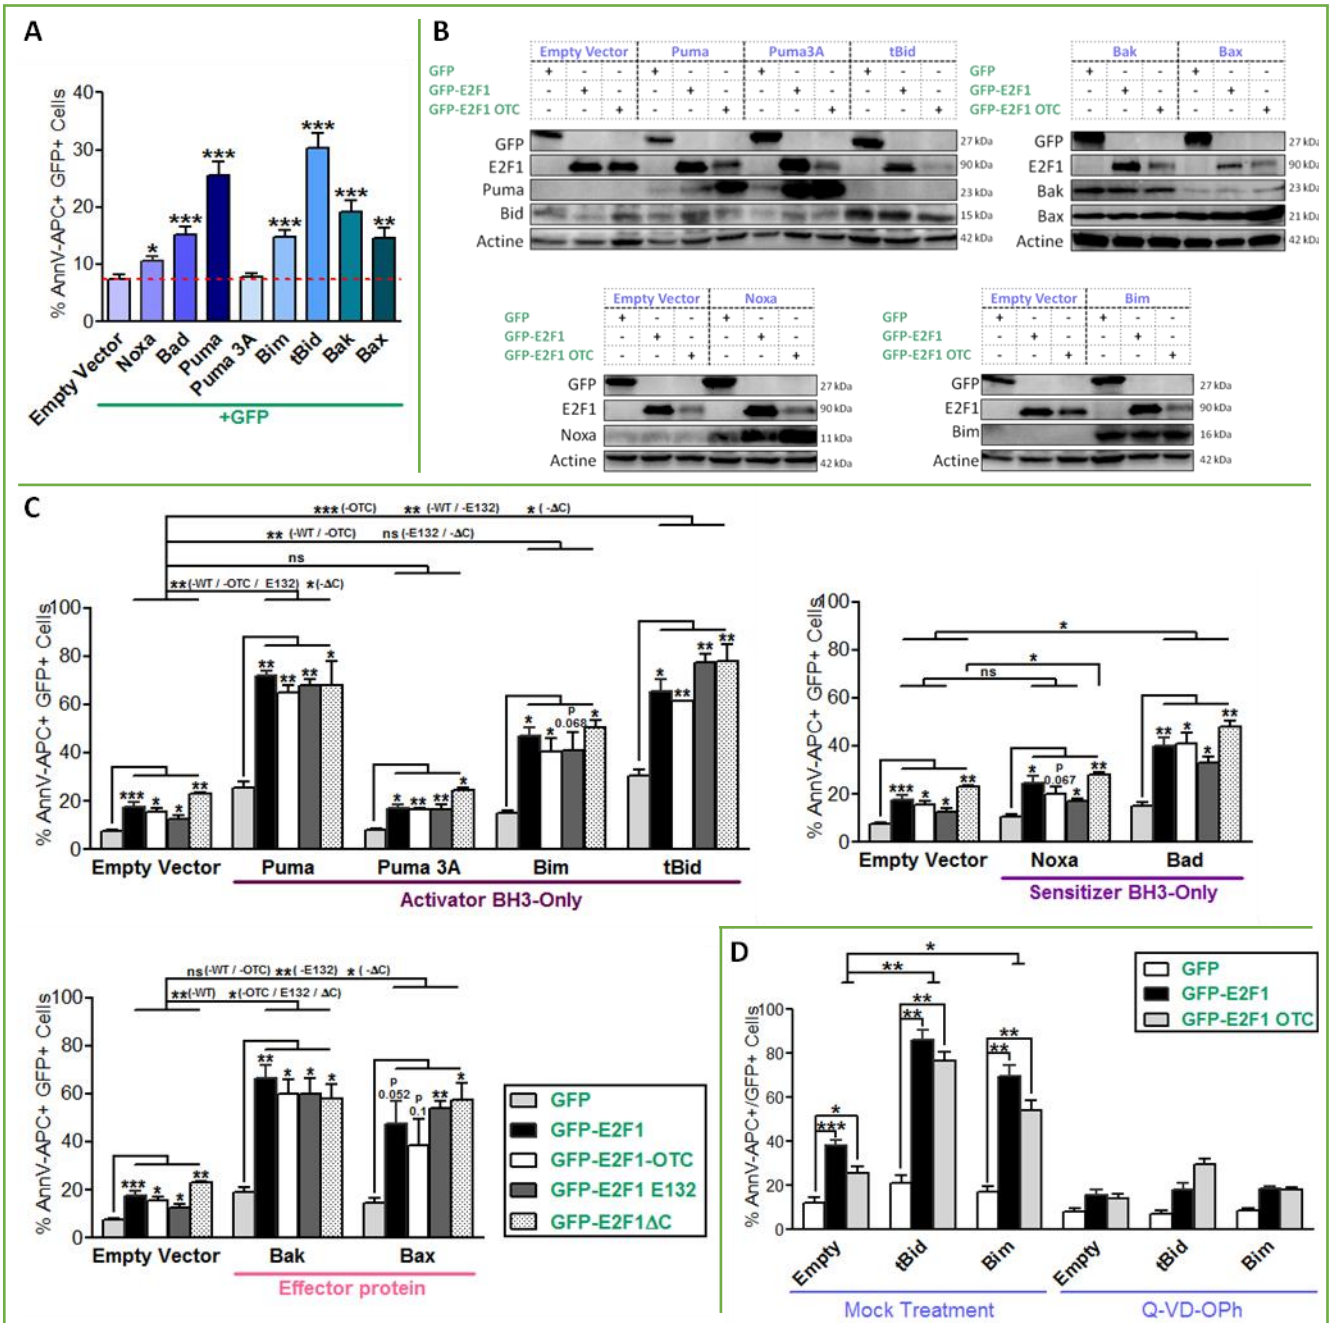 A
% AnnV-APC+ GFP+ Cells
40
30
20
10
0
*
***
***
***
***
***
**
Empty Vector
Noxa
Bad
Puma
Puma 3A
Bim
tBid
Bak
Bax
+GFP
B
Empty Vector Puma Puma3A tBid
GFP + - - + - - + - - + - -
GFP-E2F1 - + - - + - - + - - + -
GFP-E2F1 OTC - - + - - + - - + - - +
GFP 27 kDa
E2F1 90 kDa
Puma 23 kDa
Bid 15 kDa
Actine 42 kDa
Bak Bax
GFP + - - + - -
GFP-E2F1 - + - - + -
GFP-E2F1 OTC - - + - - +
GFP 27 kDa
E2F1 90 kDa
Bak 23 kDa
Bax 21 kDa
Actine 42 kDa
Empty Vector Noxa
GFP + - - + - -
GFP-E2F1 - + - - + -
GFP-E2F1 OTC - - + - - +
GFP 27 kDa
E2F1 90 kDa
Noxa 11 kDa
Actine 42 kDa
Empty Vector Bim
GFP + - - + - -
GFP-E2F1 - + - - + -
GFP-E2F1 OTC - - + - - +
GFP 27 kDa
E2F1 90 kDa
Bim 16 kDa
Actine 42 kDa
C
*** (-OTC) ** (-WT / -E132) * (-ΔC)
** (-WT / -OTC) ns (-E132 / -ΔC)
ns
** (-WT / -OTC / E132) * (-ΔC)
% AnnV-APC+ GFP+ Cells
100
80
60
40
20
0
*** * * **
** ** ** *
* ** ** *
* * p 0.068 *
* ** ** **
Empty Vector Puma Puma 3A Bim tBid
Activator BH3-Only
% AnnV-APC+ GFP+ Cells
100
80
60
40
20
0
*
*
ns
*** * * **
* p 0.067 * **
** * * **
Empty Vector Noxa Bad
Sensitizer BH3-Only
ns (-WT / -OTC) ** (-E132) * (-ΔC)
** (-WT) * (-OTC / E132 / ΔC)
% AnnV-APC+ GFP+ Cells
100
80
60
40
20
0
*** * * **
** * * *
p 0.052 p 0.1 ** *
Empty Vector Bak Bax
Effector protein
GFP
GFP-E2F1
GFP-E2F1-OTC
GFP-E2F1 E132
GFP-E2F1ΔC
D
*
**
GFP
GFP-E2F1
GFP-E2F1 OTC
% AnnV-APC+/GFP+ Cells
100
80
60
40
20
0
*
***
**
**
**
**
Empty tBid Bim Empty tBid Bim
Mock Treatment Q-VD-OPh